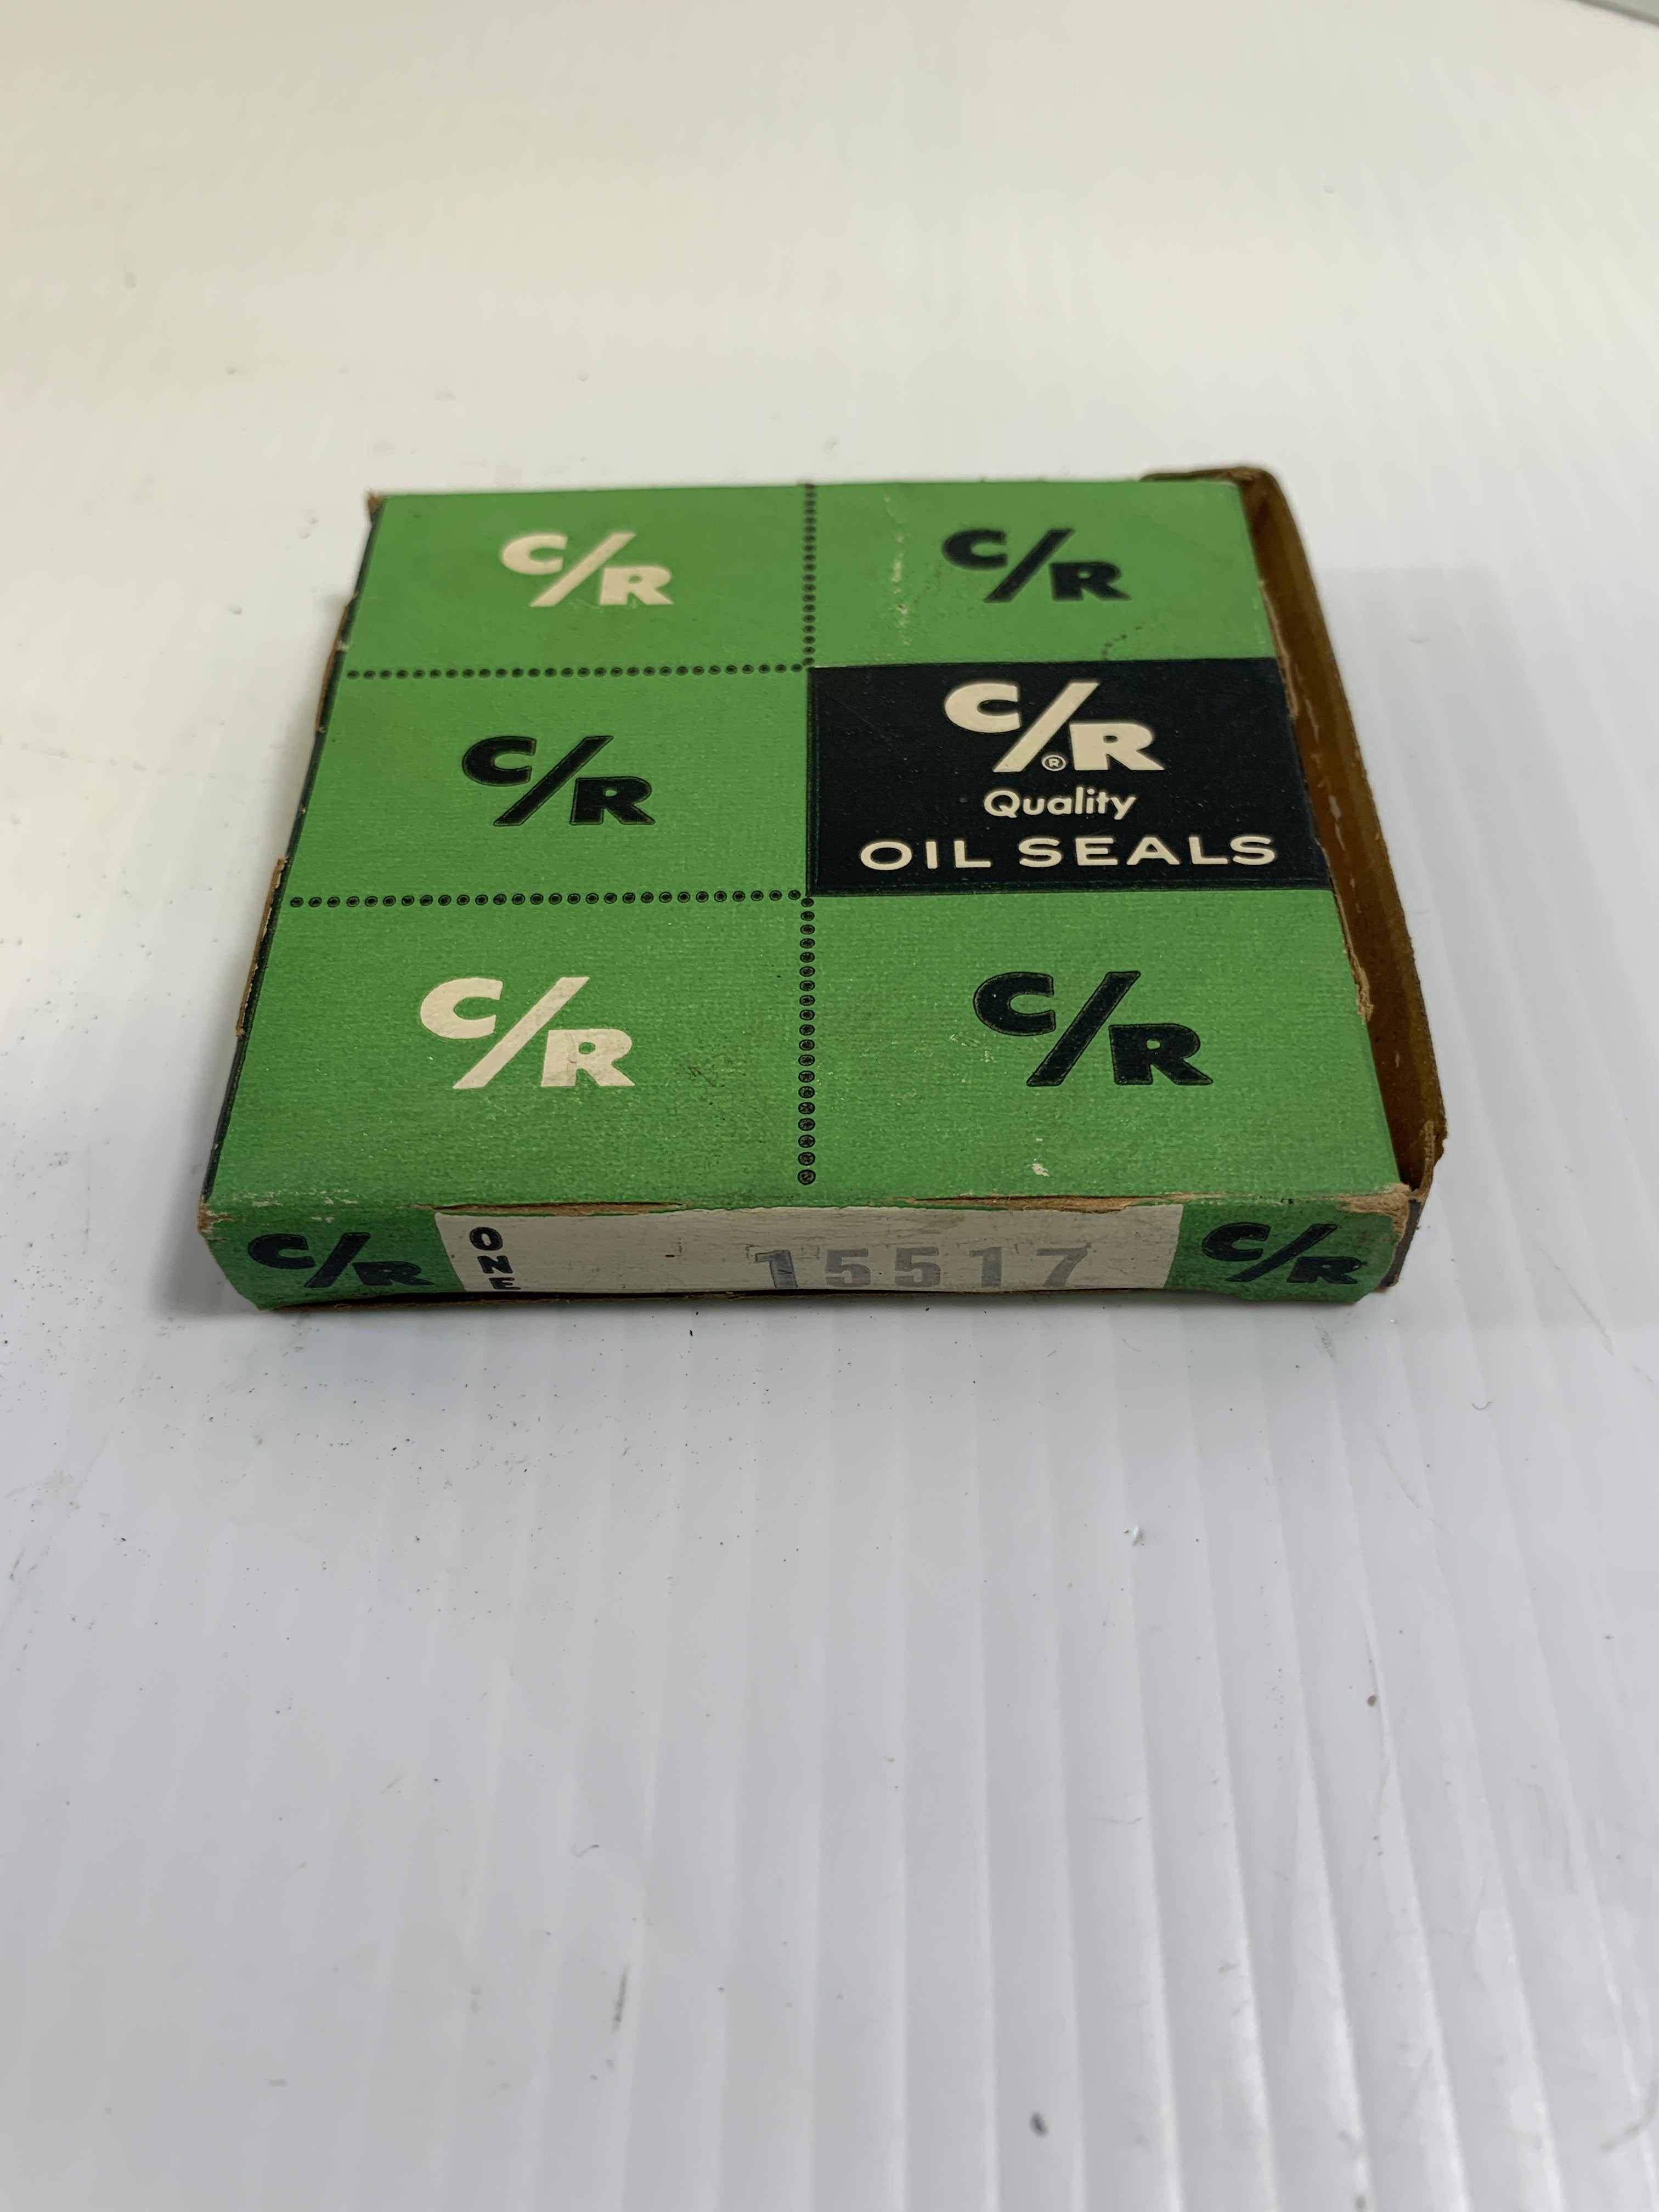 C/R
C/R
C/R
C/R®
Quality
OIL SEALS
C/R
C/R
C/R
ONE
15517
C/R